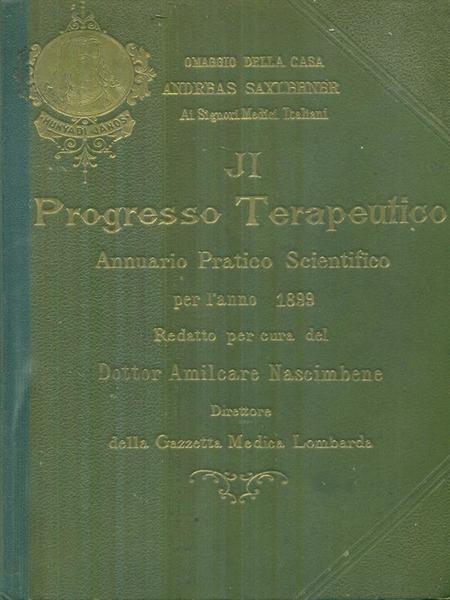 HUNYADI JÁNOS
OMAGGIO DELLA CASA
ANDREAS SAXLEHNER
Ai Signori Medici Italiani
Il
Progresso Terapeutico
Annuario Pratico Scientifico
per l'anno 1899
Redatto per cura del
Dottor Amilcare Nascimbene
Direttore
della Gazzetta Medica Lombarda